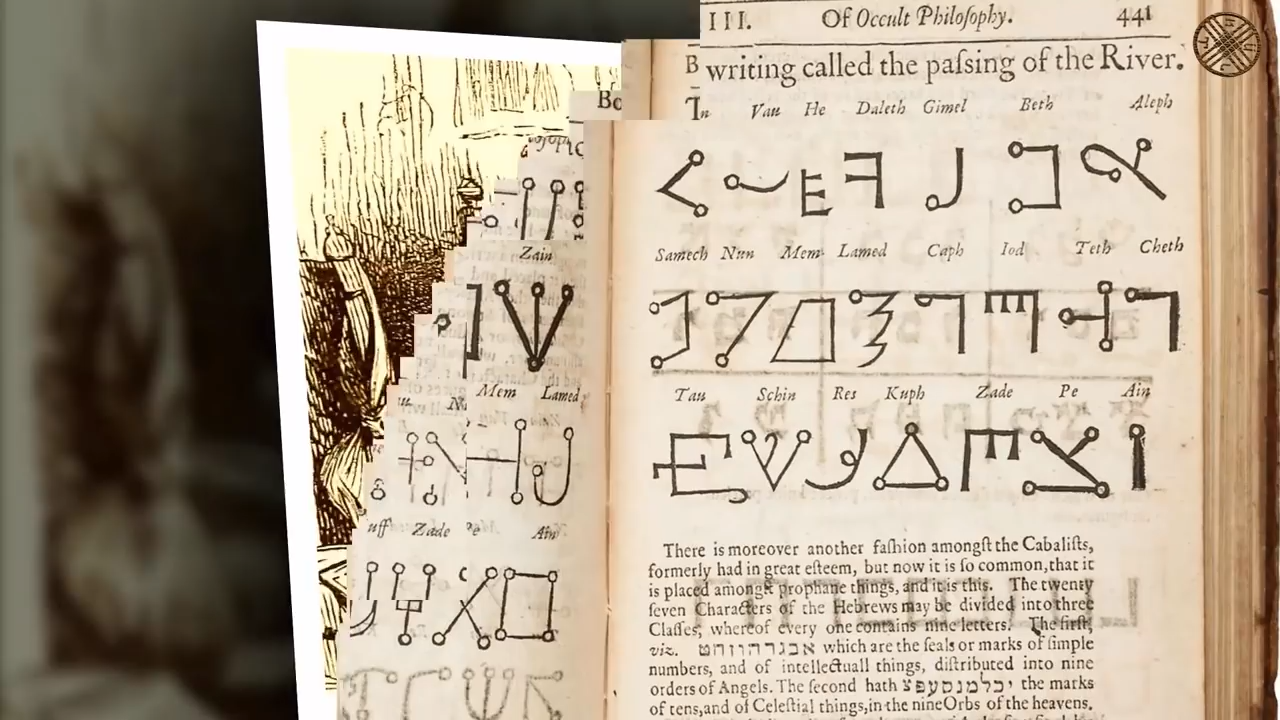 III. Of Occult Philosophy. 441
writing called the paſsing of the River.
Vau He Daleth Gimel Beth Aleph
Samech Nun Mem Lamed Caph Iod Teth Cheth
Tau Schin Res Kuph Zade Pe Ain
There is moreover another faſhion amongſt the Cabaliſts,
formerly had in great eſteem, but now it is ſo common, that it
is placed amongſt prophane things, and it is this. The twenty
ſeven Characters of the Hebrews may be divided into three
Claſſes, whereof every one contains nine letters. The firſt,
viz. אבגדהוזחט which are the ſeals or marks of ſimple
numbers, and of intellectuall things, diſtributed into nine
orders of Angels. The ſecond hath יכלמנסעפצ the marks
of tens, and of Celeſtial things, in the nine Orbs of the heavens.
Zain
Mem Lamed
Zade Ain